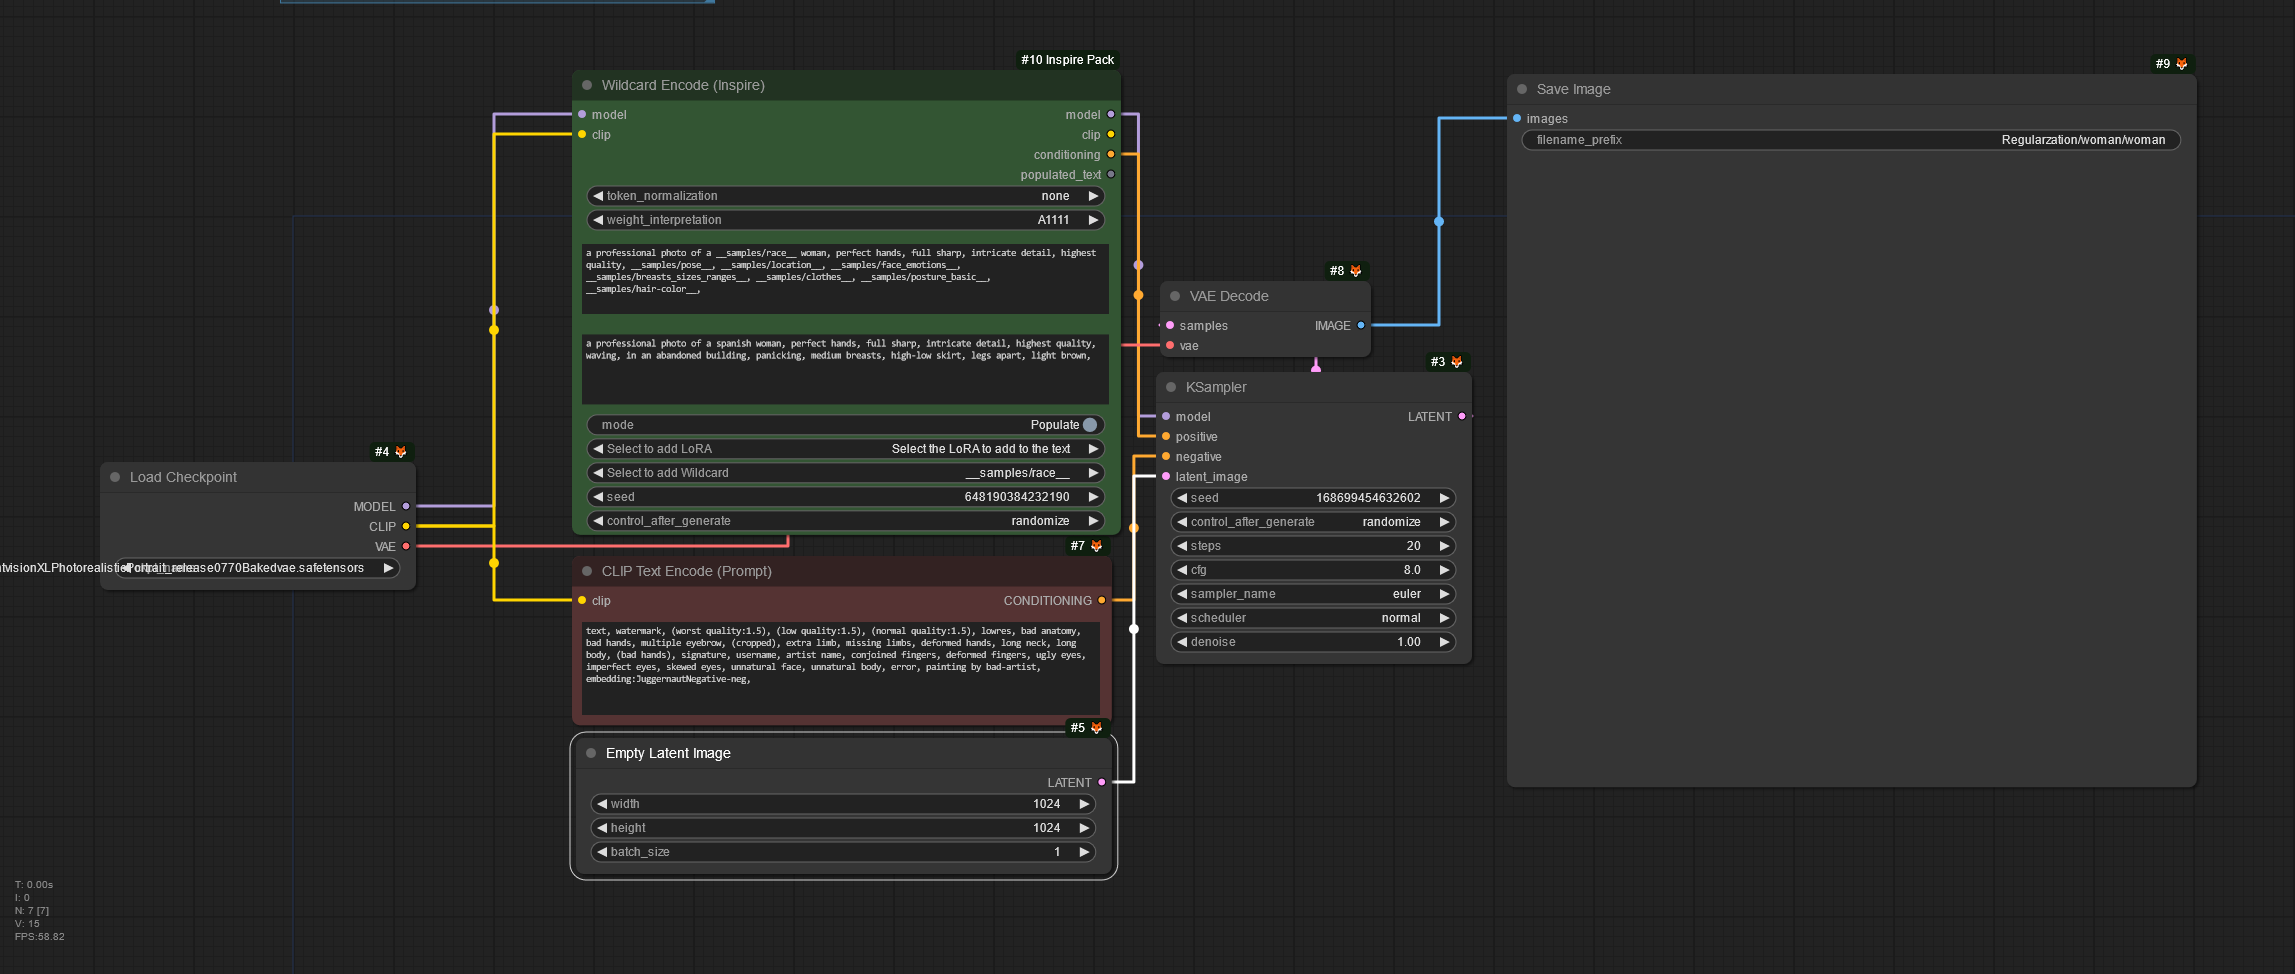 #10 Inspire Pack
Wildcard Encode (Inspire)
model model
clip clip
conditioning
populated_text
token_normalization none
weight_interpretation A1111
a professional photo of a __samples/race__ woman, perfect hands, full sharp, intricate detail, highest
quality, __samples/pose__, __samples/location__, __samples/face_emotions__,
__samples/breasts_sizes_ranges__, __samples/clothes__, __samples/posture_basic__,
__samples/hair-color__,
a professional photo of a spanish woman, perfect hands, full sharp, intricate detail, highest quality,
waving, in an abandoned building, panicking, medium breasts, high-low skirt, legs apart, light brown,
mode Populate
Select to add LoRA Select the LoRA to add to the text
Select to add Wildcard __samples/race__
seed 648190384232190
control_after_generate randomize
#4
Load Checkpoint
MODEL
CLIP
VAE
tvisionXLPhotorealisticPortrait_release0770Bakedvae.safetensors
#7
CLIP Text Encode (Prompt)
clip CONDITIONING
text, watermark, (worst quality:1.5), (low quality:1.5), (normal quality:1.5), lowres, bad anatomy,
bad hands, multiple eyebrow, (cropped), extra limb, missing limbs, deformed hands, long neck, long
body, (bad hands), signature, username, artist name, conjoined fingers, deformed fingers, ugly eyes,
imperfect eyes, skewed eyes, unnatural face, unnatural body, error, painting by bad-artist,
embedding:JuggernautNegative-neg,
#5
Empty Latent Image
LATENT
width 1024
height 1024
batch_size 1
#8
VAE Decode
samples IMAGE
vae
#3
KSampler
model LATENT
positive
negative
latent_image
seed 168699454632602
control_after_generate randomize
steps 20
cfg 8.0
sampler_name euler
scheduler normal
denoise 1.00
#9
Save Image
images
filename_prefix Regularzation/woman/woman
T: 0.00s
I: 0
N: 7 [7]
V: 15
FPS:58.82